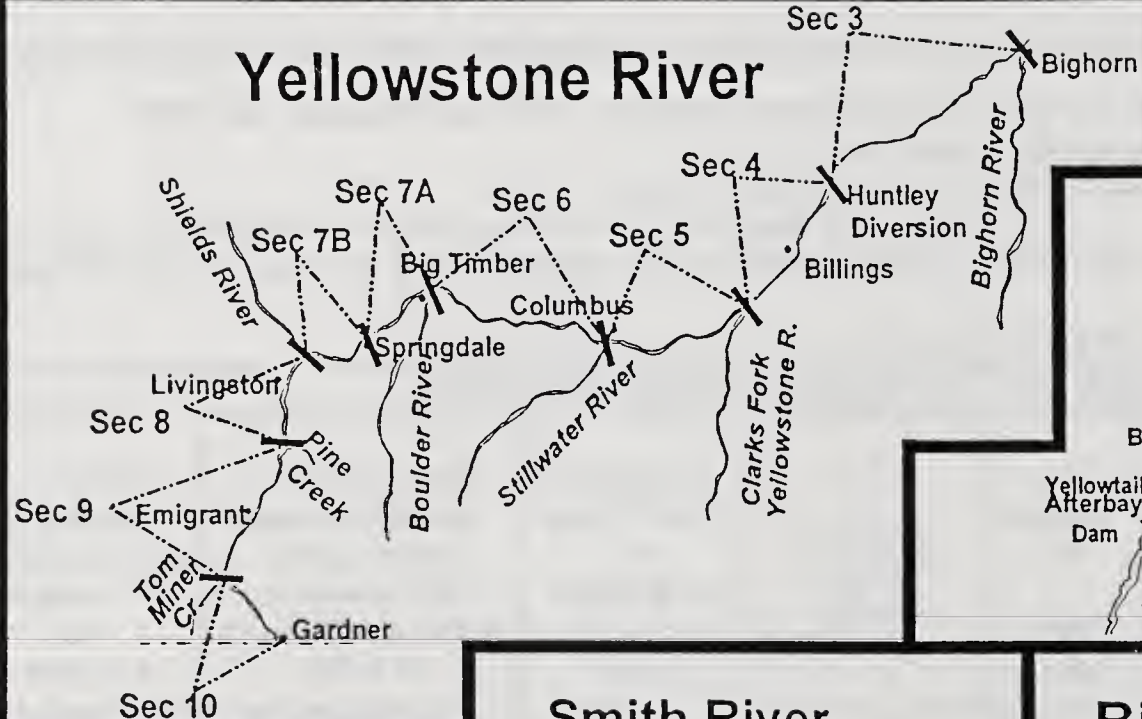 Yellowstone River
Sec 3
Bighorn
Bighorn River
Sec 4
Huntley
Diversion
Billings
Sec 7A
Sec 6
Sec 5
Shields River
Sec 7B
Big Timber
Columbus
Springdale
Livingston
Sec 8
Boulder River
Stillwater River
Clarks Fork
Yellowstone R.
Pine
Creek
Sec 9
Emigrant
Tom
Miner
Cr
Gardner
Sec 10
B
Yellowtail
Afterbay
Dam
Smith River